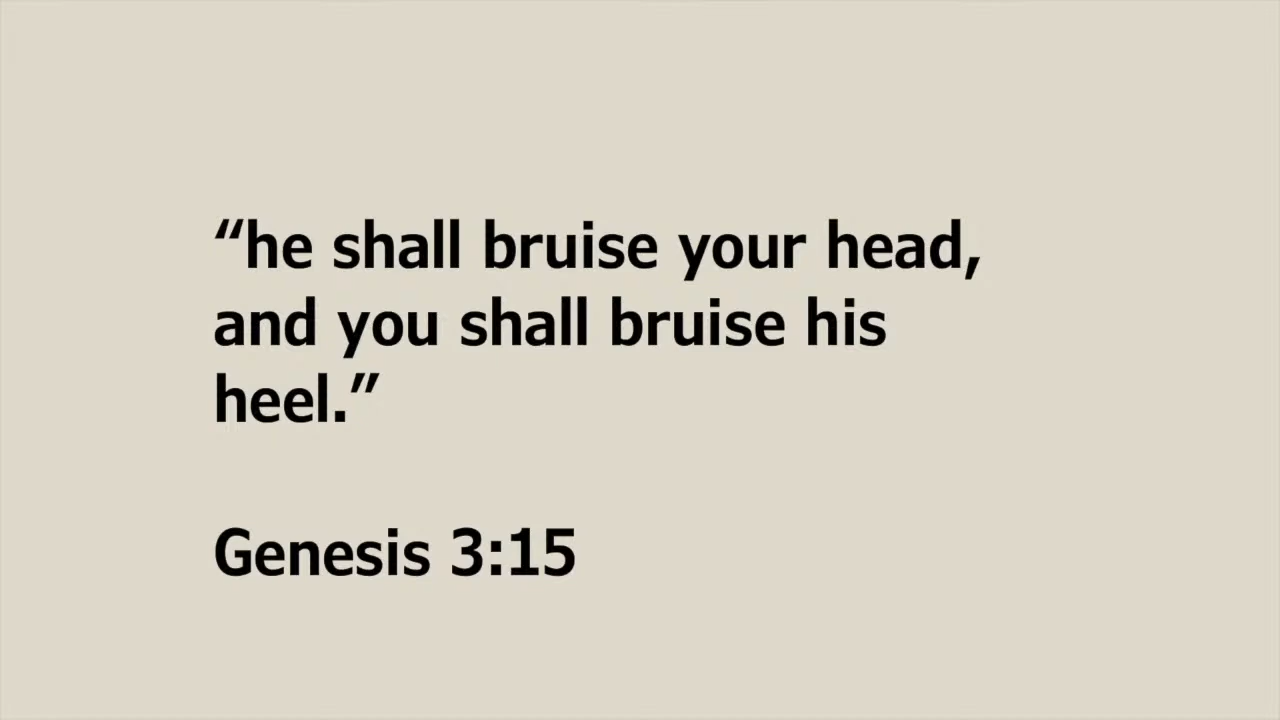 “he shall bruise your head,
and you shall bruise his
heel.”
Genesis 3:15